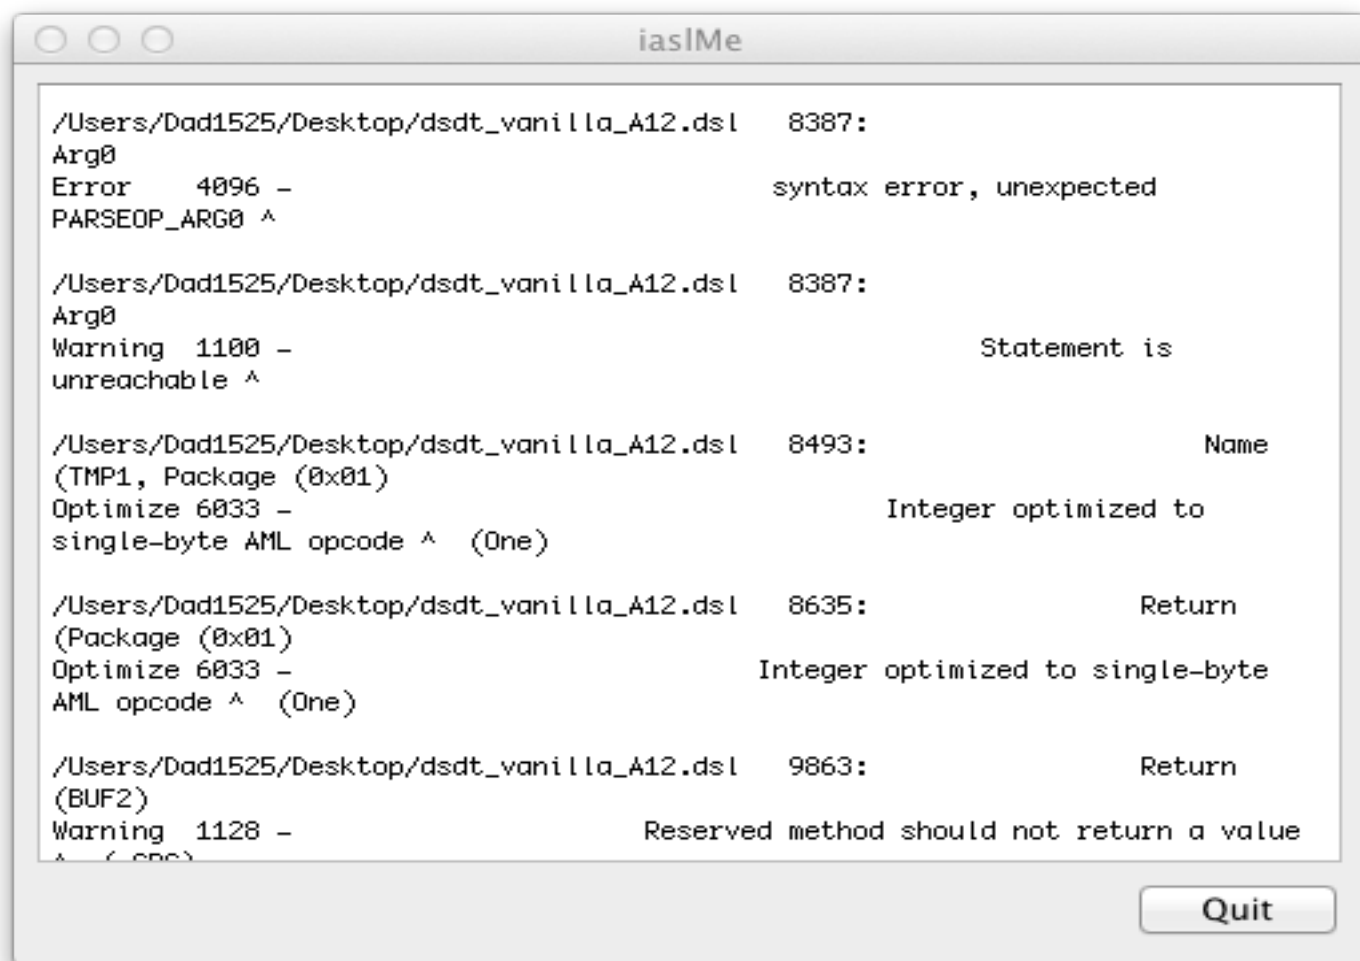 iaslMe
/Users/Dad1525/Desktop/dsdt_vanilla_A12.dsl   8387:
Arg0
Error    4096 -                              syntax error, unexpected
PARSEOP_ARG0 ^
/Users/Dad1525/Desktop/dsdt_vanilla_A12.dsl   8387:
Arg0
Warning  1100 -                                           Statement is
unreachable ^
/Users/Dad1525/Desktop/dsdt_vanilla_A12.dsl   8493:                     Name
(TMP1, Package (0x01)
Optimize 6033 -                                     Integer optimized to
single-byte AML opcode ^  (One)
/Users/Dad1525/Desktop/dsdt_vanilla_A12.dsl   8635:                 Return
(Package (0x01)
Optimize 6033 -                             Integer optimized to single-byte
AML opcode ^  (One)
/Users/Dad1525/Desktop/dsdt_vanilla_A12.dsl   9863:                 Return
(BUF2)
Warning  1128 -                      Reserved method should not return a value
Quit